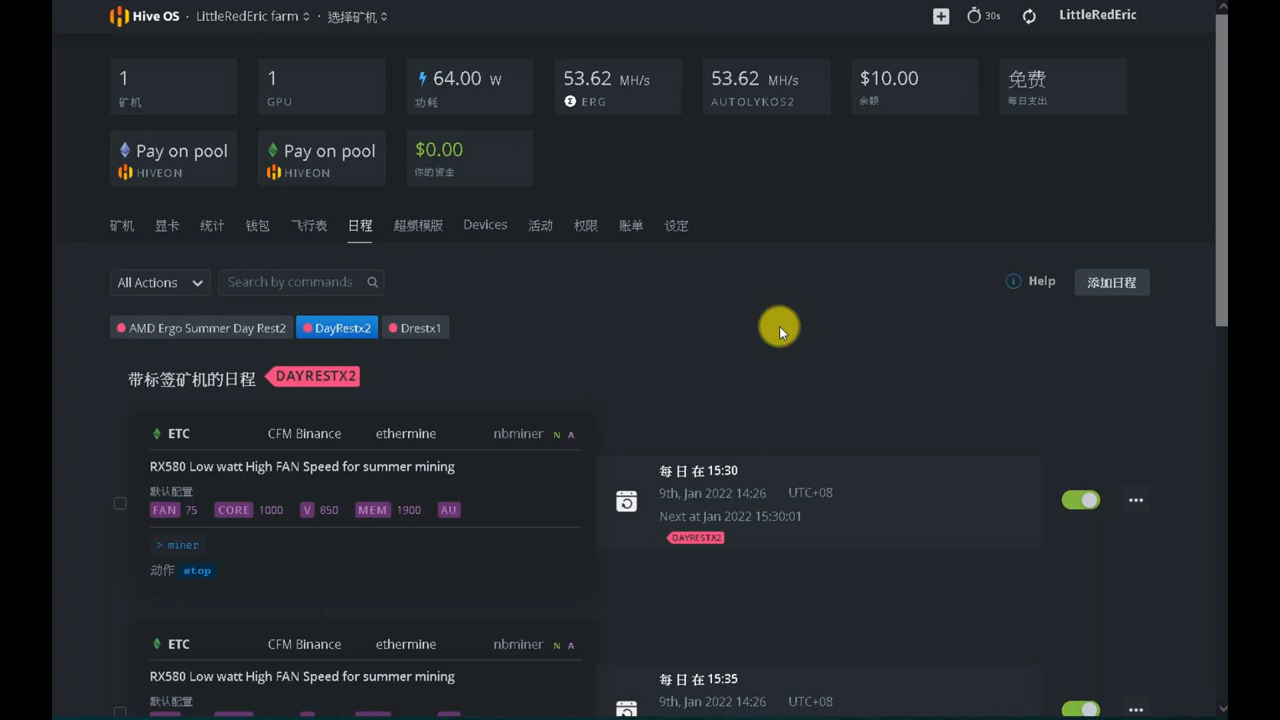 Hive OS · LittleRedEric farm · 选择矿机 30s LittleRedEric
1 1 64.00 W 53.62 MH/s 53.62 MH/s $10.00 免费
矿机 GPU 功耗 ERG AUTOLYKOS2 余额 每日支出
Pay on pool Pay on pool $0.00
HIVEON HIVEON 你的资金
矿机 显卡 统计 钱包 飞行表 日程 超频模版 Devices 活动 权限 账单 设定
All Actions Search by commands Help 添加日程
AMD Ergo Summer Day Rest2 DayRestx2 Drestx1
带标签矿机的日程 DAYRESTX2
ETC CFM Binance ethermine nbminer N A
RX580 Low watt High FAN Speed for summer mining
默认配置
FAN 75 CORE 1000 V 850 MEM 1900 AU
> miner
动作 stop
每日在 15:30
9th, Jan 2022 14:26 UTC+08
Next at Jan 2022 15:30:01
DAYRESTX2
ETC CFM Binance ethermine nbminer N A
RX580 Low watt High FAN Speed for summer mining
默认配置
每日在 15:35
9th, Jan 2022 14:26 UTC+08